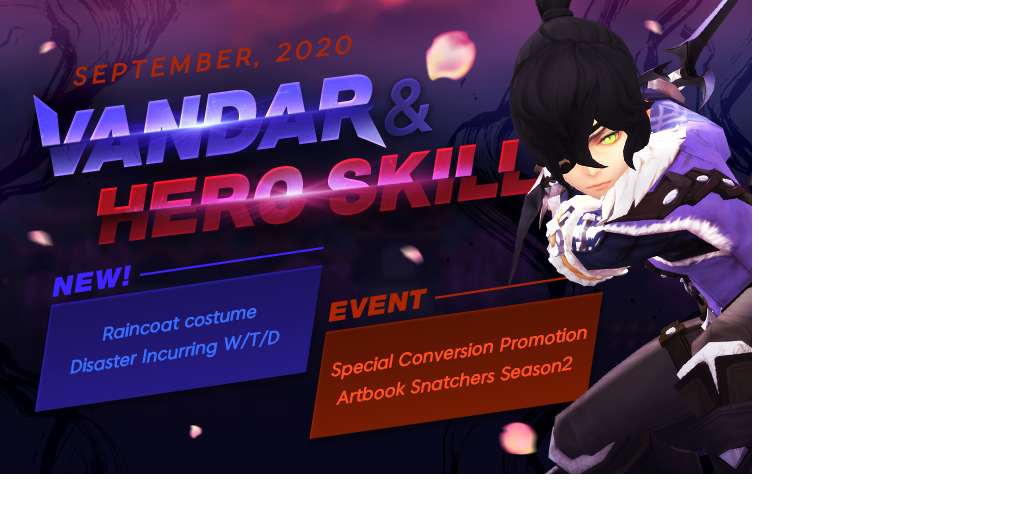 SEPTEMBER, 2020
VANDAR &
HERO SKILL
NEW!
Raincoat costume
Disaster Incurring W/T/D
EVENT
Special Conversion Promotion
Artbook Snatchers Season2